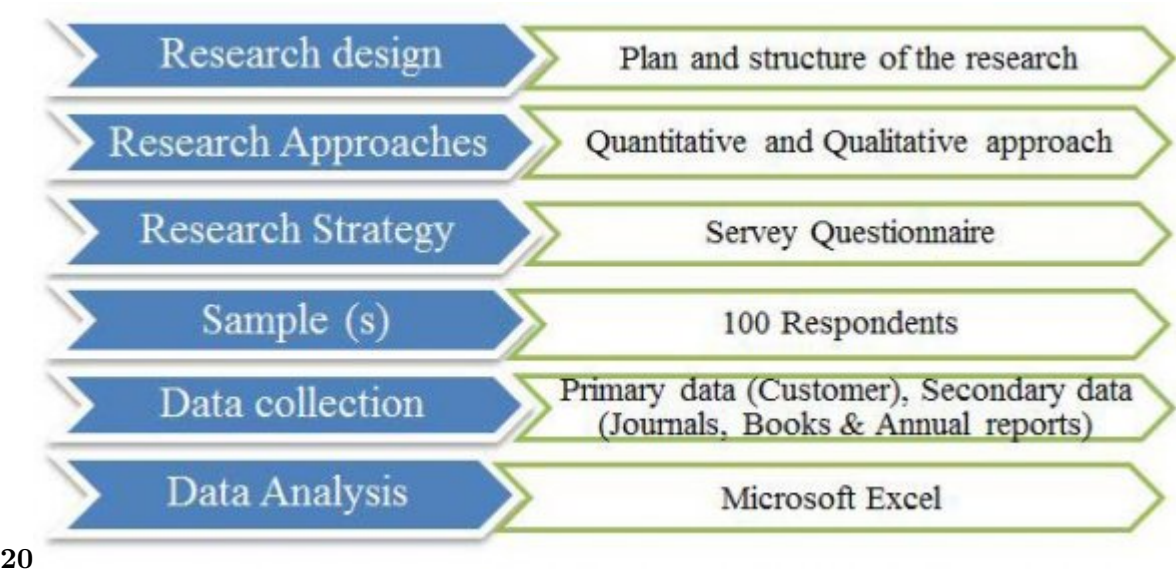 Research design
Plan and structure of the research
Research Approaches
Quantitative and Qualitative approach
Research Strategy
Servey Questionnaire
Sample (s)
100 Respondents
Data collection
Primary data (Customer), Secondary data
(Journals, Books & Annual reports)
Data Analysis
Microsoft Excel
20